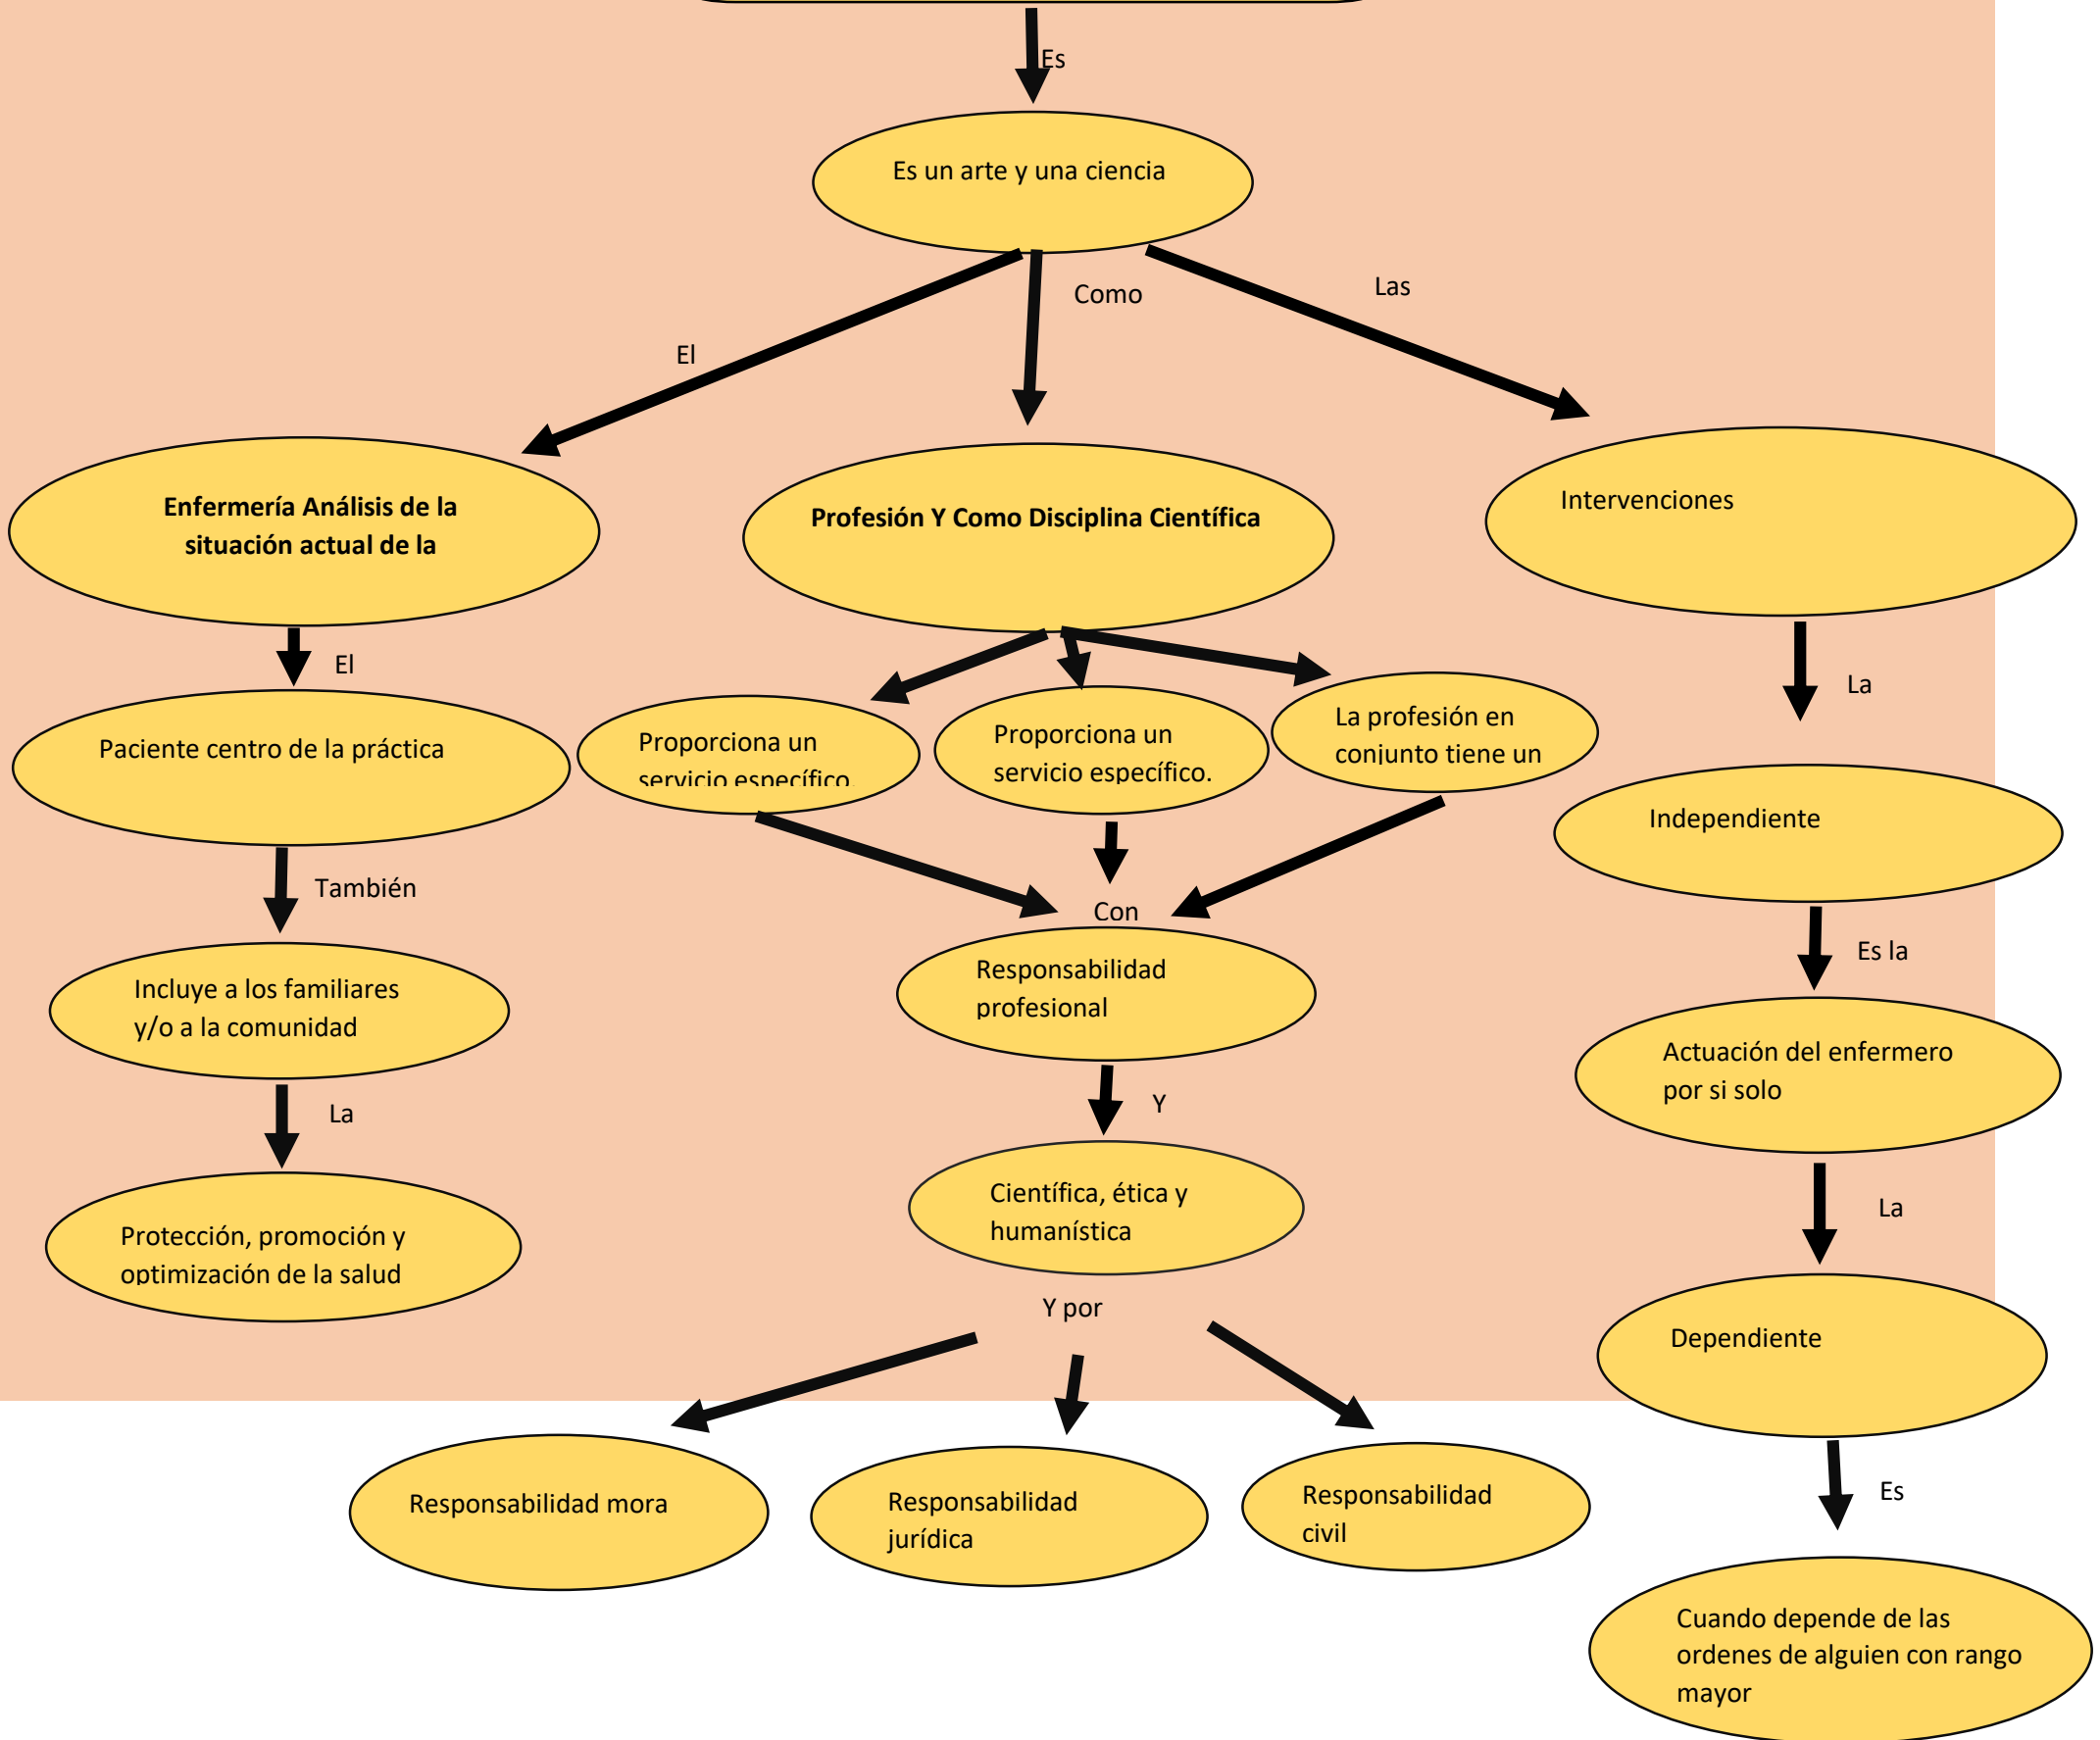 Es
Es un arte y una ciencia
Como
Las
El
Enfermería Análisis de la
situación actual de la
Profesión Y Como Disciplina Científica
Intervenciones
El
La
Paciente centro de la práctica
Proporciona un
servicio específico
Proporciona un
servicio específico.
La profesión en
conjunto tiene un
Independiente
También
Con
Es la
Incluye a los familiares
y/o a la comunidad
Responsabilidad
profesional
Actuación del enfermero
por si solo
La
Y
La
Protección, promoción y
optimización de la salud
Científica, ética y
humanística
Y por
Dependiente
Responsabilidad mora
Responsabilidad
jurídica
Responsabilidad
civil
Es
Cuando depende de las
ordenes de alguien con rango
mayor